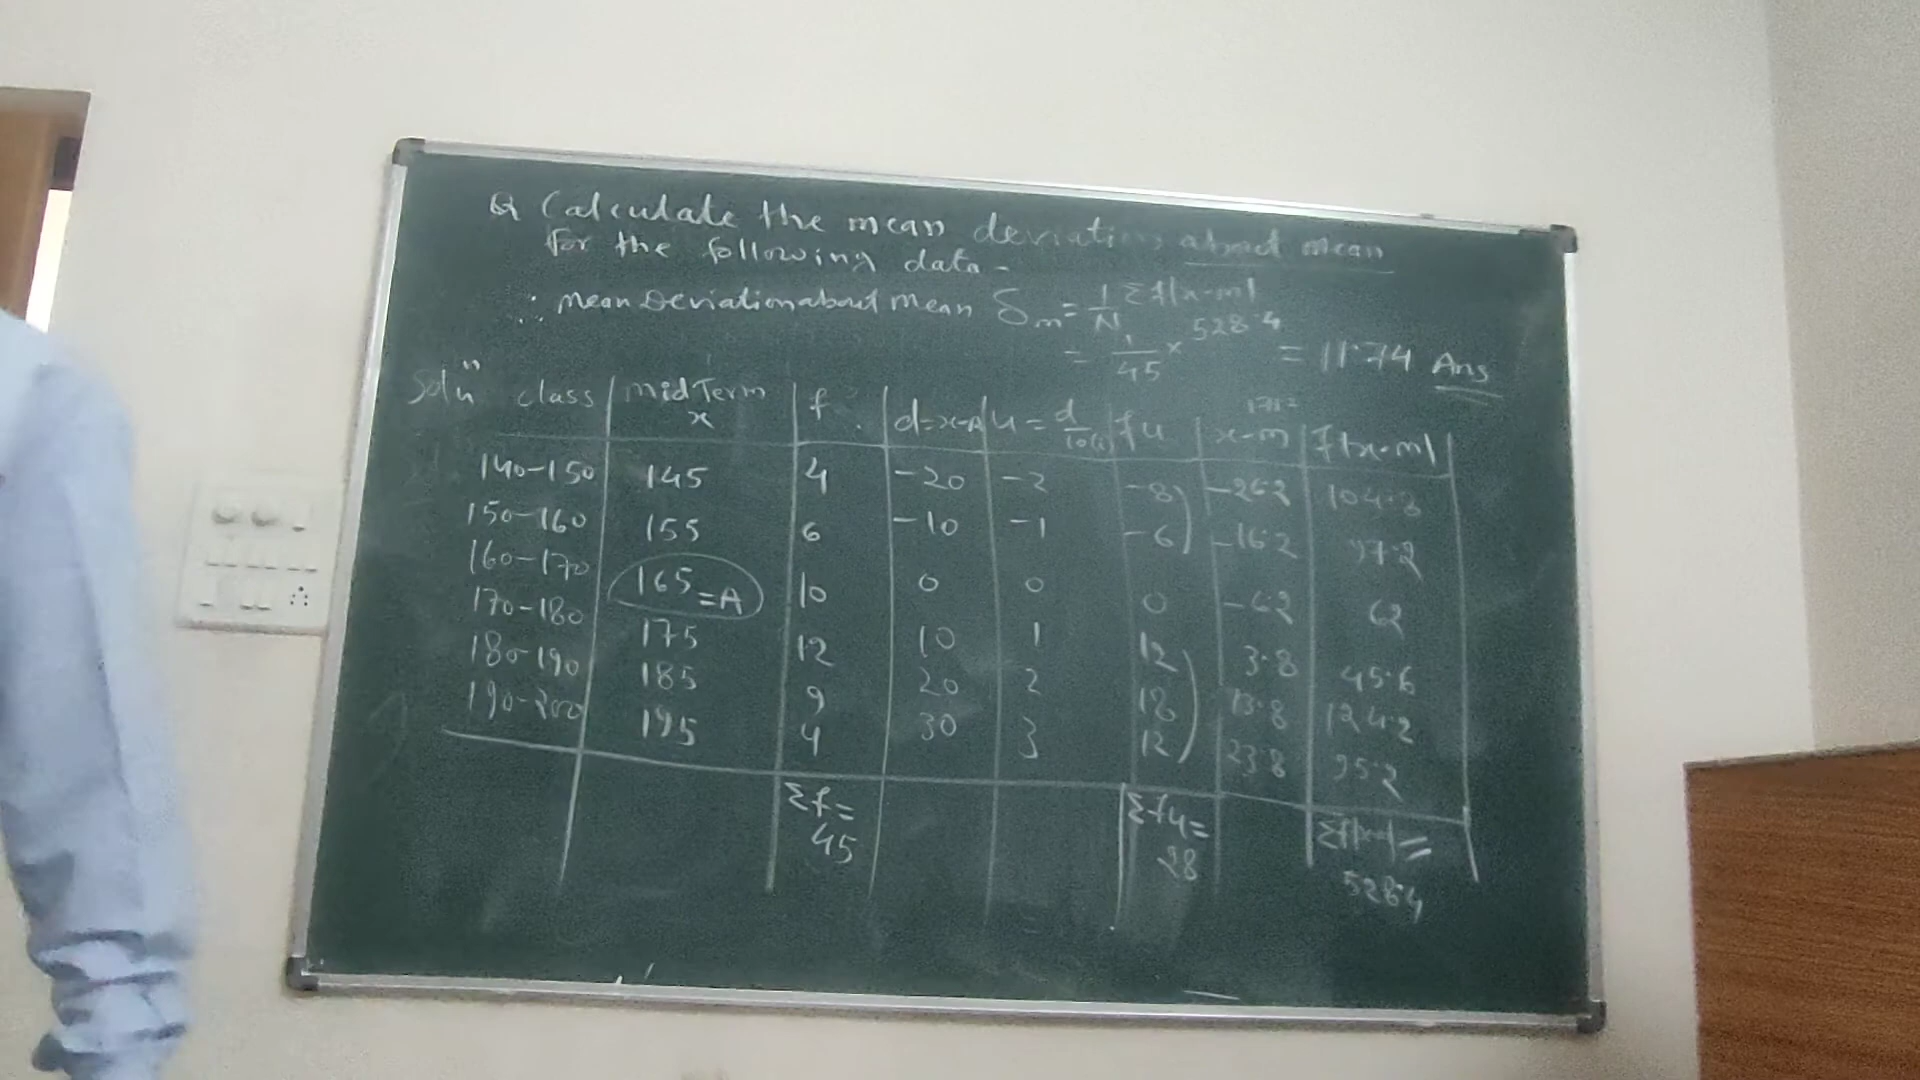 Q Calculate the mean deviation about mean
for the following data -
∴ mean Deviation about Mean δm = 1/N Σf|x-m|
= 1/45 × 528.4 = 11.74 Ans
Soln class | mid Term x | f | d=x-A | u = d/10(i) | fu | x-m | f|x-m|
140-150 145 4 -20 -2 -8 -26.2 104.8
150-160 155 6 -10 -1 -6 -16.2 97.2
160-170 165=A 10 0 0 0 -6.2 62
170-180 175 12 10 1 12 3.8 45.6
180-190 185 9 20 2 18 13.8 124.2
190-200 195 4 30 3 12 23.8 95.2
Σf= 45 Σfu= 28 528.4